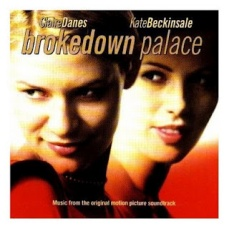 ClaireDanes KateBeckinsale
brokedown palace
Music from the original motion picture soundtrack